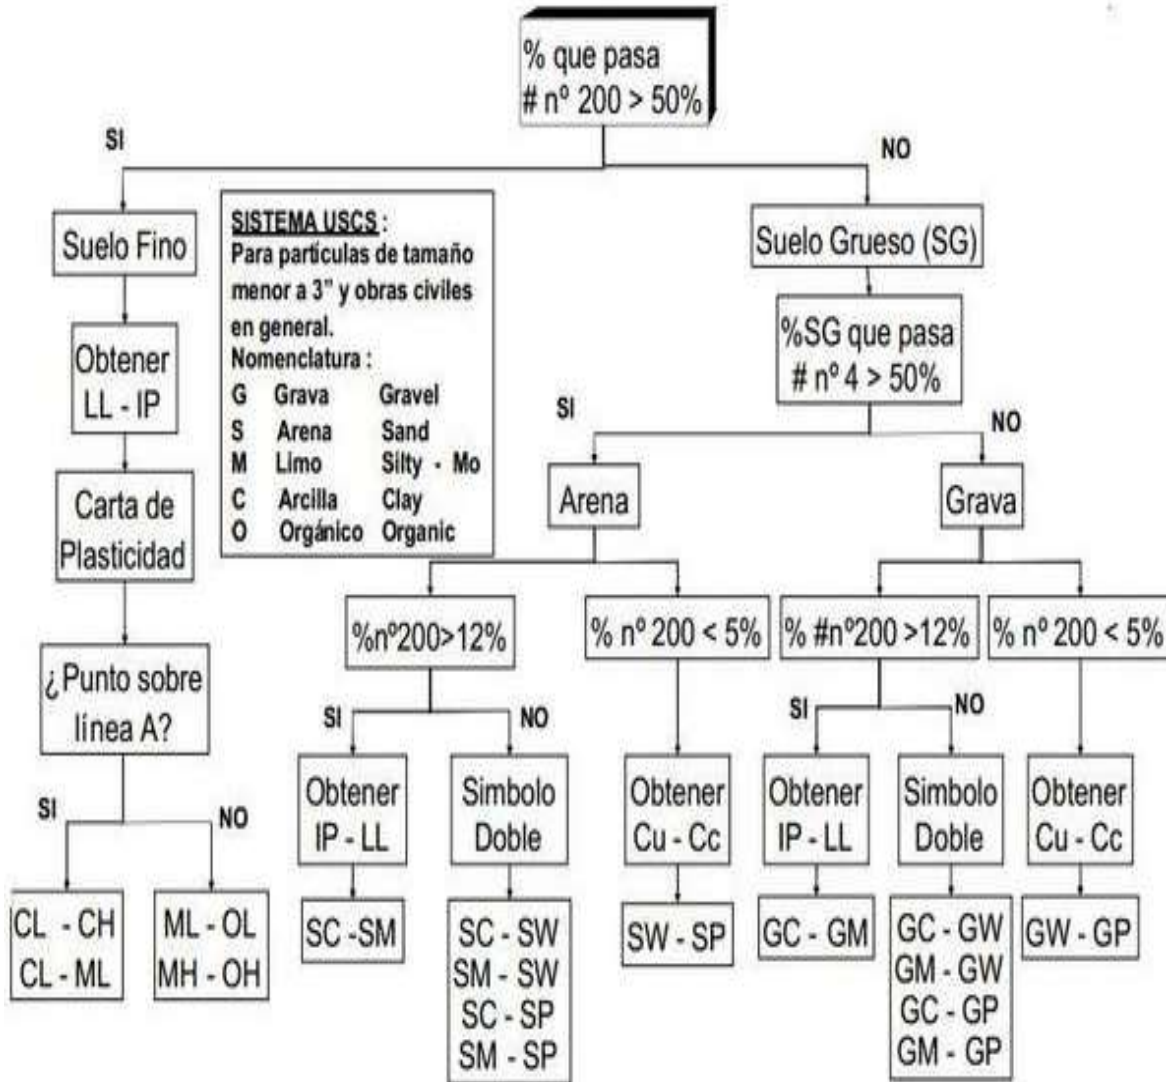 % que pasa
# nº 200 > 50%
SI
NO
Suelo Fino
Suelo Grueso (SG)
SISTEMA USCS :
Para partículas de tamaño
menor a 3" y obras civiles
en general.
Nomenclatura :
G Grava Gravel
S Arena Sand
M Limo Silty - Mo
C Arcilla Clay
O Orgánico Organic
Obtener
LL - IP
%SG que pasa
# nº 4 > 50%
SI
NO
Carta de
Plasticidad
Arena
Grava
¿Punto sobre
línea A?
%nº200>12%
% nº 200 < 5%
% #nº200 >12%
% nº 200 < 5%
SI
NO
SI
NO
SI
NO
Obtener
IP - LL
Simbolo
Doble
Obtener
Cu - Cc
Obtener
IP - LL
Simbolo
Doble
Obtener
Cu - Cc
CL - CH
CL - ML
ML - OL
MH - OH
SC -SM
SC - SW
SM - SW
SC - SP
SM - SP
SW - SP
GC - GM
GC - GW
GM - GW
GC - GP
GM - GP
GW - GP